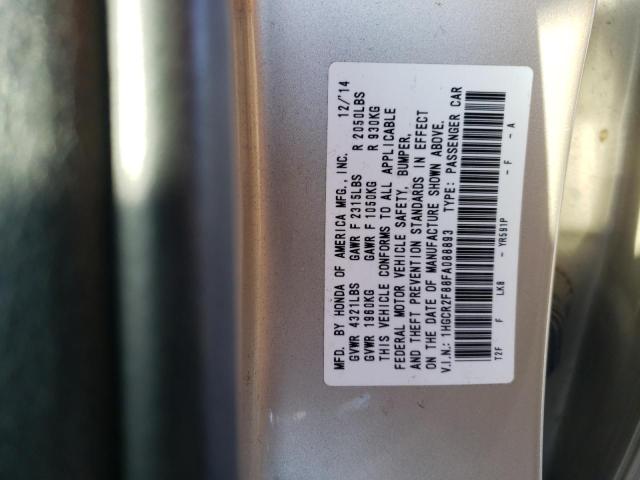 MFD. BY HONDA OF AMERICA MFG., INC. 12/'14
GVWR 4321LBS GAWR F 2315LBS R 2050LBS
GVWR 1960KG GAWR F 1050KG R 930KG
THIS VEHICLE CONFORMS TO ALL APPLICABLE
FEDERAL MOTOR VEHICLE SAFETY, BUMPER,
AND THEFT PREVENTION STANDARDS IN EFFECT
ON THE DATE OF MANUFACTURE SHOWN ABOVE.
V.I.N.: 1HGCR2F88FA088893 TYPE: PASSENGER CAR
T2F F LK8 - YR591P - F - A